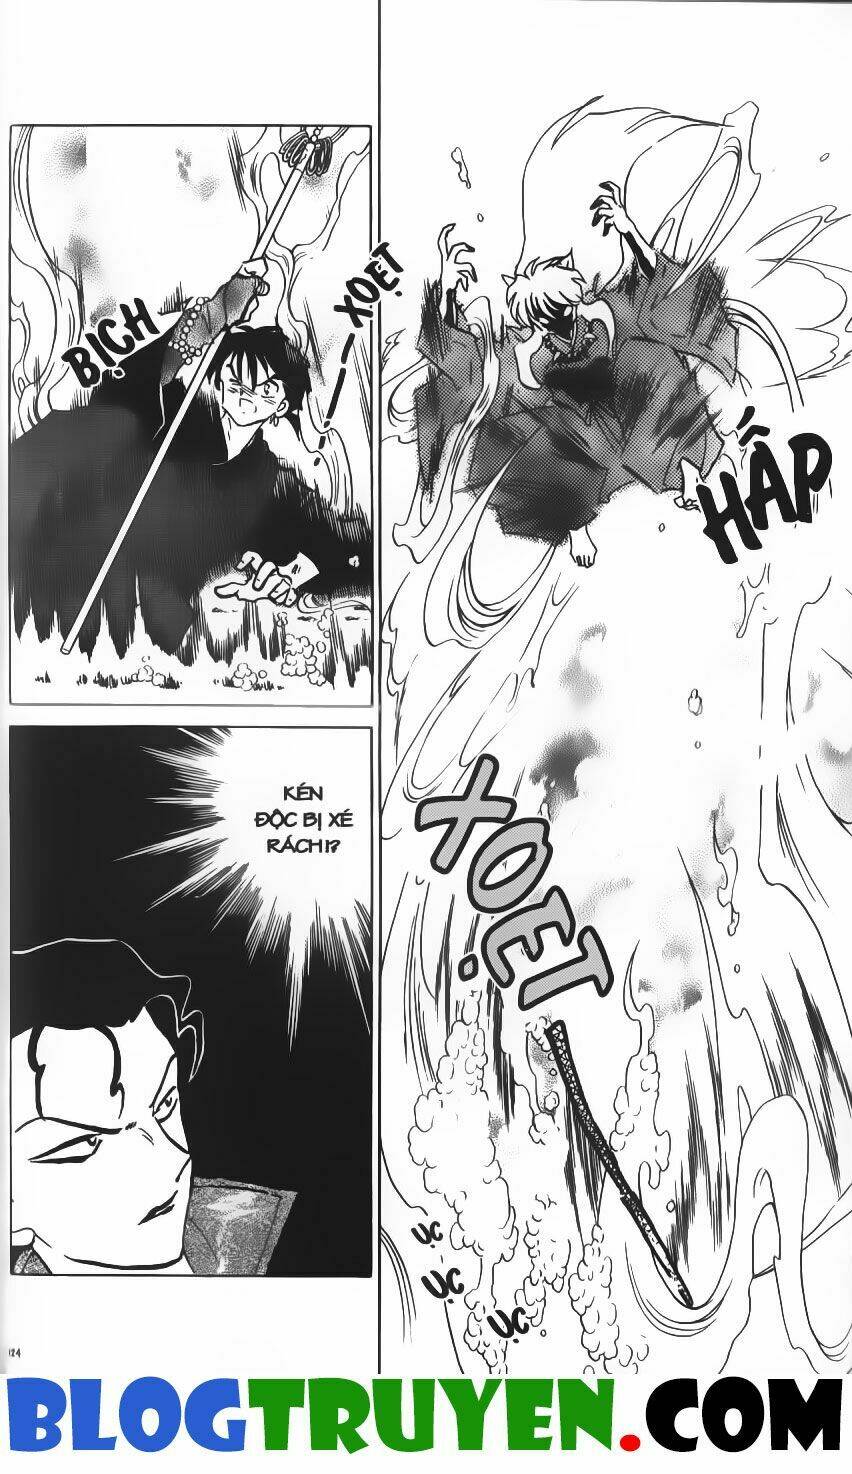 HẤP
XOẸT
ỤC
ỤC
ỤC
XOẸT
BỊCH
KÉN
ĐỘC BỊ XÉ
RÁCH!?
124
BLOGTRUYEN.COM